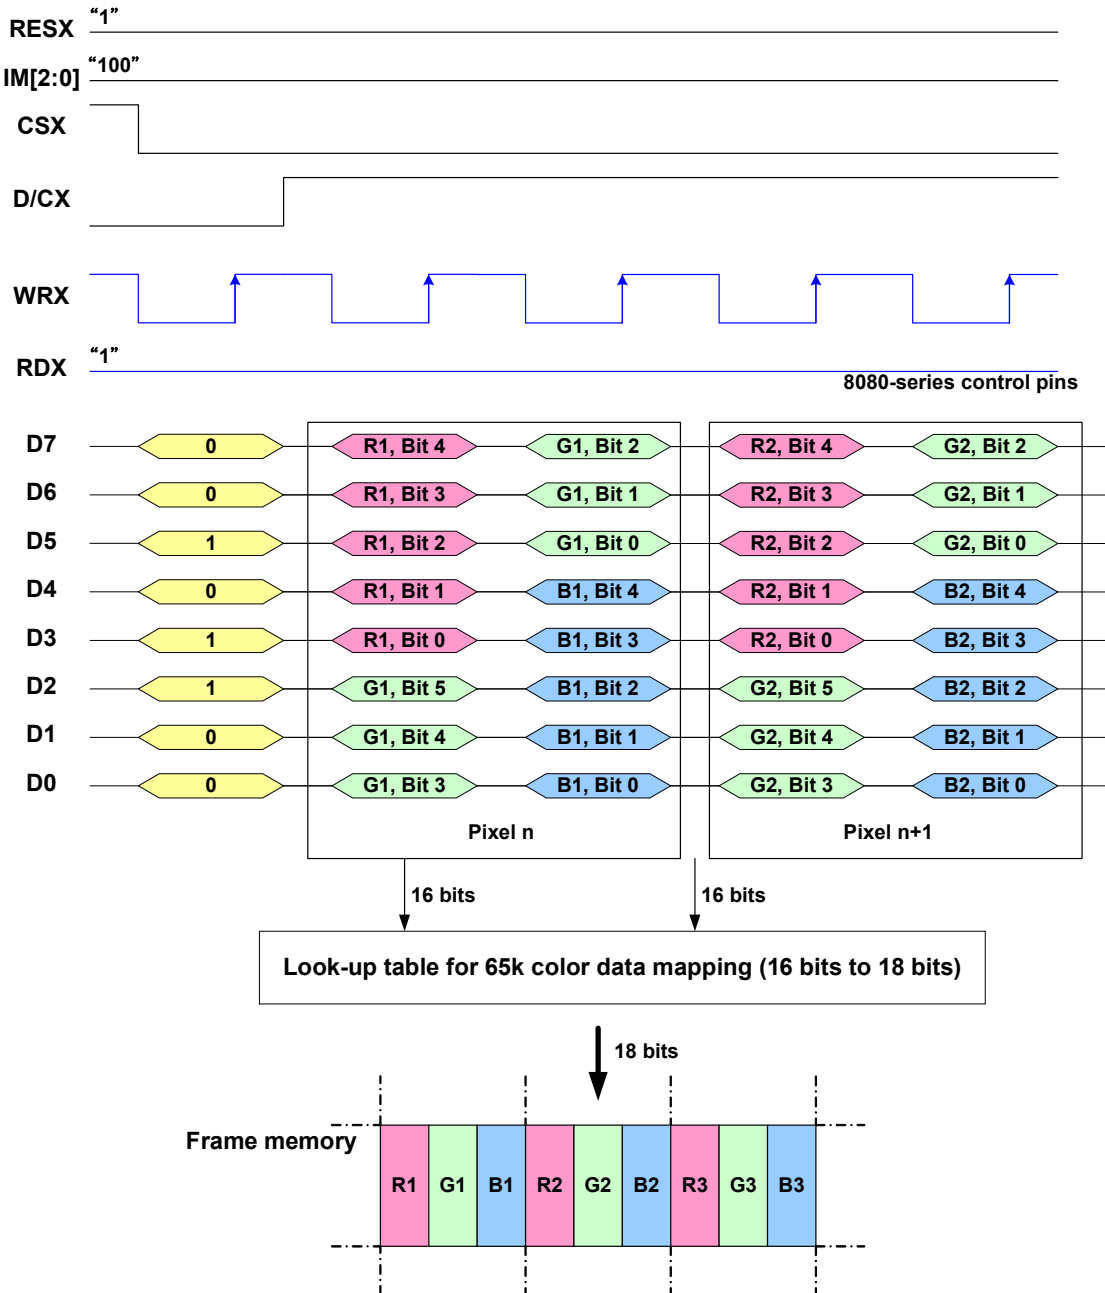 RESX “1”
IM[2:0] “100”
CSX
D/CX
WRX
RDX “1”
8080-series control pins
D7 0 R1, Bit 4 G1, Bit 2 R2, Bit 4 G2, Bit 2
D6 0 R1, Bit 3 G1, Bit 1 R2, Bit 3 G2, Bit 1
D5 1 R1, Bit 2 G1, Bit 0 R2, Bit 2 G2, Bit 0
D4 0 R1, Bit 1 B1, Bit 4 R2, Bit 1 B2, Bit 4
D3 1 R1, Bit 0 B1, Bit 3 R2, Bit 0 B2, Bit 3
D2 1 G1, Bit 5 B1, Bit 2 G2, Bit 5 B2, Bit 2
D1 0 G1, Bit 4 B1, Bit 1 G2, Bit 4 B2, Bit 1
D0 0 G1, Bit 3 B1, Bit 0 G2, Bit 3 B2, Bit 0
Pixel n Pixel n+1
16 bits 16 bits
Look-up table for 65k color data mapping (16 bits to 18 bits)
18 bits
Frame memory
R1 G1 B1 R2 G2 B2 R3 G3 B3